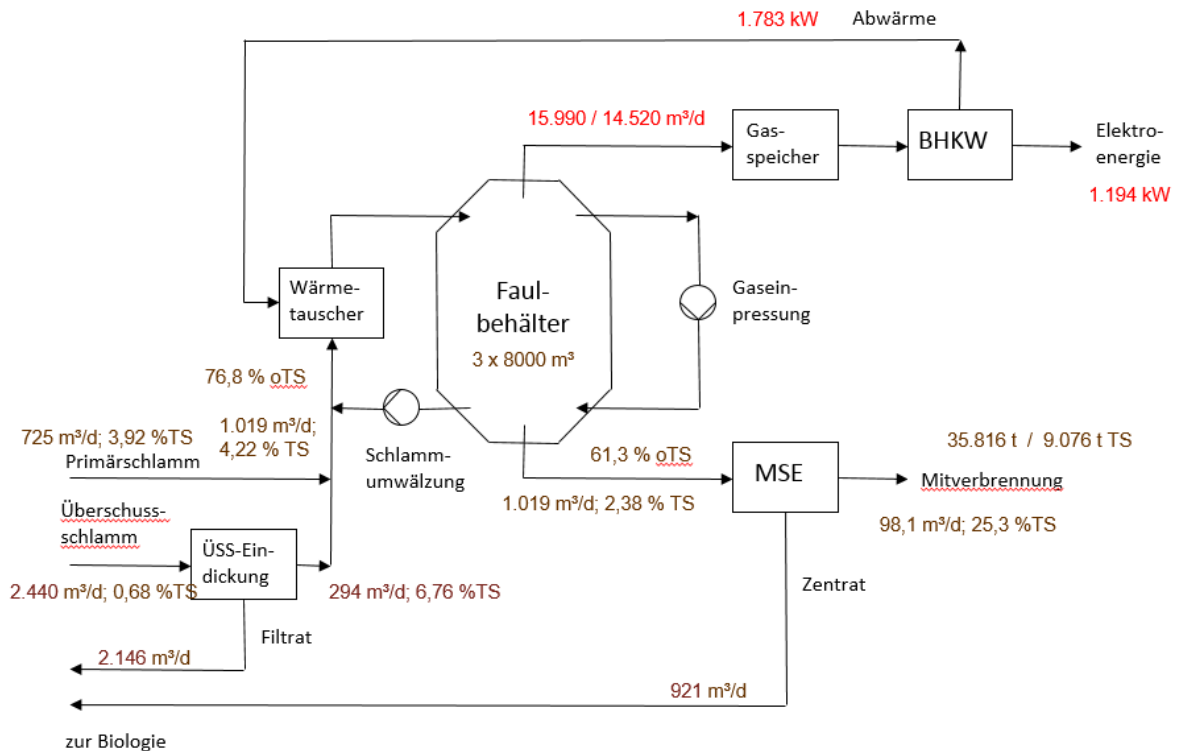 1.783 kW
Abwärme
15.990 / 14.520 m³/d
Gas-
speicher
BHKW
Elektro-
energie
1.194 kW
Wärme-
tauscher
Faul-
behälter
3 x 8000 m³
Gasein-
pressung
76,8 % oTS
1.019 m³/d;
4,22 % TS
725 m³/d; 3,92 %TS
Primärschlamm
Schlamm-
umwälzung
61,3 % oTS
1.019 m³/d; 2,38 % TS
MSE
35.816 t / 9.076 t TS
Mitverbrennung
98,1 m³/d; 25,3 %TS
Überschuss-
schlamm
ÜSS-Ein-
dickung
2.440 m³/d; 0,68 %TS
294 m³/d; 6,76 %TS
Zentrat
Filtrat
2.146 m³/d
921 m³/d
zur Biologie